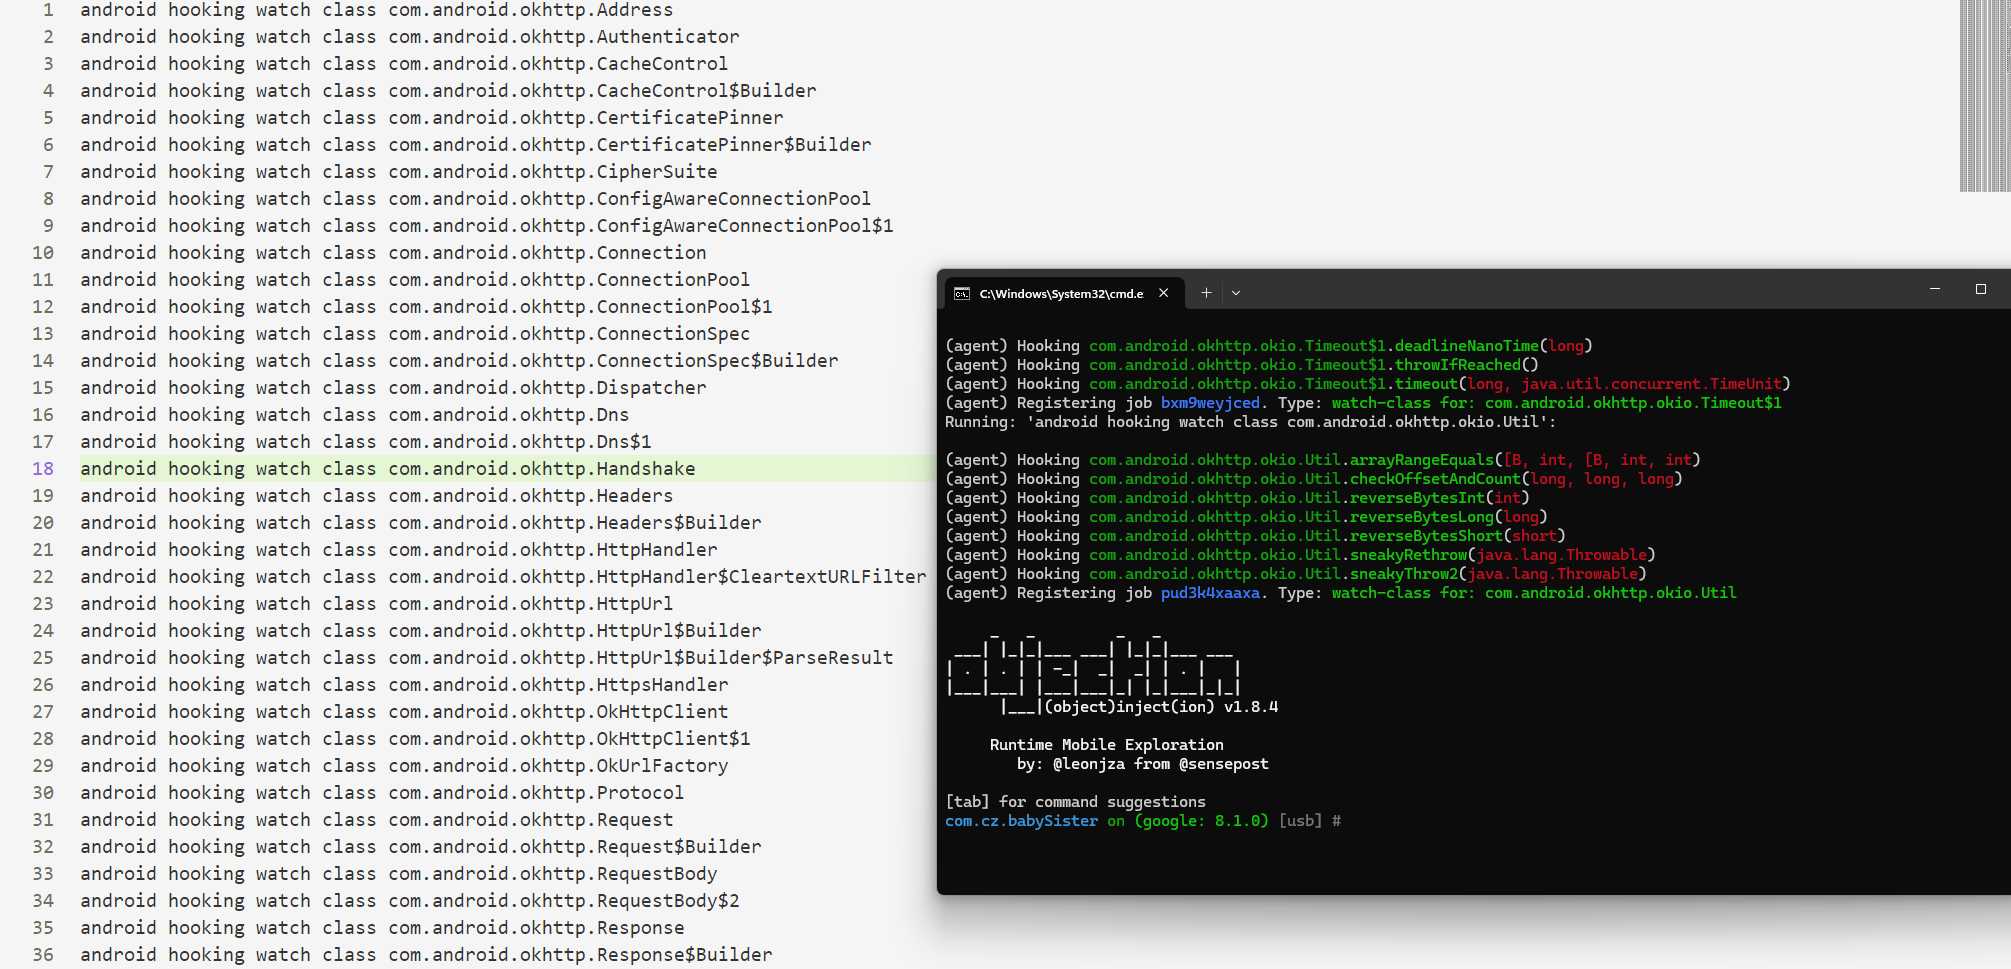 1 android hooking watch class com.android.okhttp.Address
2 android hooking watch class com.android.okhttp.Authenticator
3 android hooking watch class com.android.okhttp.CacheControl
4 android hooking watch class com.android.okhttp.CacheControl$Builder
5 android hooking watch class com.android.okhttp.CertificatePinner
6 android hooking watch class com.android.okhttp.CertificatePinner$Builder
7 android hooking watch class com.android.okhttp.CipherSuite
8 android hooking watch class com.android.okhttp.ConfigAwareConnectionPool
9 android hooking watch class com.android.okhttp.ConfigAwareConnectionPool$1
10 android hooking watch class com.android.okhttp.Connection
11 android hooking watch class com.android.okhttp.ConnectionPool
12 android hooking watch class com.android.okhttp.ConnectionPool$1
13 android hooking watch class com.android.okhttp.ConnectionSpec
14 android hooking watch class com.android.okhttp.ConnectionSpec$Builder
15 android hooking watch class com.android.okhttp.Dispatcher
16 android hooking watch class com.android.okhttp.Dns
17 android hooking watch class com.android.okhttp.Dns$1
18 android hooking watch class com.android.okhttp.Handshake
19 android hooking watch class com.android.okhttp.Headers
20 android hooking watch class com.android.okhttp.Headers$Builder
21 android hooking watch class com.android.okhttp.HttpHandler
22 android hooking watch class com.android.okhttp.HttpHandler$CleartextURLFilter
23 android hooking watch class com.android.okhttp.HttpUrl
24 android hooking watch class com.android.okhttp.HttpUrl$Builder
25 android hooking watch class com.android.okhttp.HttpUrl$Builder$ParseResult
26 android hooking watch class com.android.okhttp.HttpsHandler
27 android hooking watch class com.android.okhttp.OkHttpClient
28 android hooking watch class com.android.okhttp.OkHttpClient$1
29 android hooking watch class com.android.okhttp.OkUrlFactory
30 android hooking watch class com.android.okhttp.Protocol
31 android hooking watch class com.android.okhttp.Request
32 android hooking watch class com.android.okhttp.Request$Builder
33 android hooking watch class com.android.okhttp.RequestBody
34 android hooking watch class com.android.okhttp.RequestBody$2
35 android hooking watch class com.android.okhttp.Response
36 android hooking watch class com.android.okhttp.Response$Builder
C:\Windows\System32\cmd.e
(agent) Hooking com.android.okhttp.okio.Timeout$1.deadlineNanoTime(long)
(agent) Hooking com.android.okhttp.okio.Timeout$1.throwIfReached()
(agent) Hooking com.android.okhttp.okio.Timeout$1.timeout(long, java.util.concurrent.TimeUnit)
(agent) Registering job bxm9weyjced. Type: watch-class for: com.android.okhttp.okio.Timeout$1
Running: 'android hooking watch class com.android.okhttp.okio.Util':
(agent) Hooking com.android.okhttp.okio.Util.arrayRangeEquals([B, int, [B, int, int)
(agent) Hooking com.android.okhttp.okio.Util.checkOffsetAndCount(long, long, long)
(agent) Hooking com.android.okhttp.okio.Util.reverseBytesInt(int)
(agent) Hooking com.android.okhttp.okio.Util.reverseBytesLong(long)
(agent) Hooking com.android.okhttp.okio.Util.reverseBytesShort(short)
(agent) Hooking com.android.okhttp.okio.Util.sneakyRethrow(java.lang.Throwable)
(agent) Hooking com.android.okhttp.okio.Util.sneakyThrow2(java.lang.Throwable)
(agent) Registering job pud3k4xaaxa. Type: watch-class for: com.android.okhttp.okio.Util
objection
|___|(object)inject(ion) v1.8.4
Runtime Mobile Exploration
by: @leonjza from @sensepost
[tab] for command suggestions
com.cz.babySister on (google: 8.1.0) [usb] #